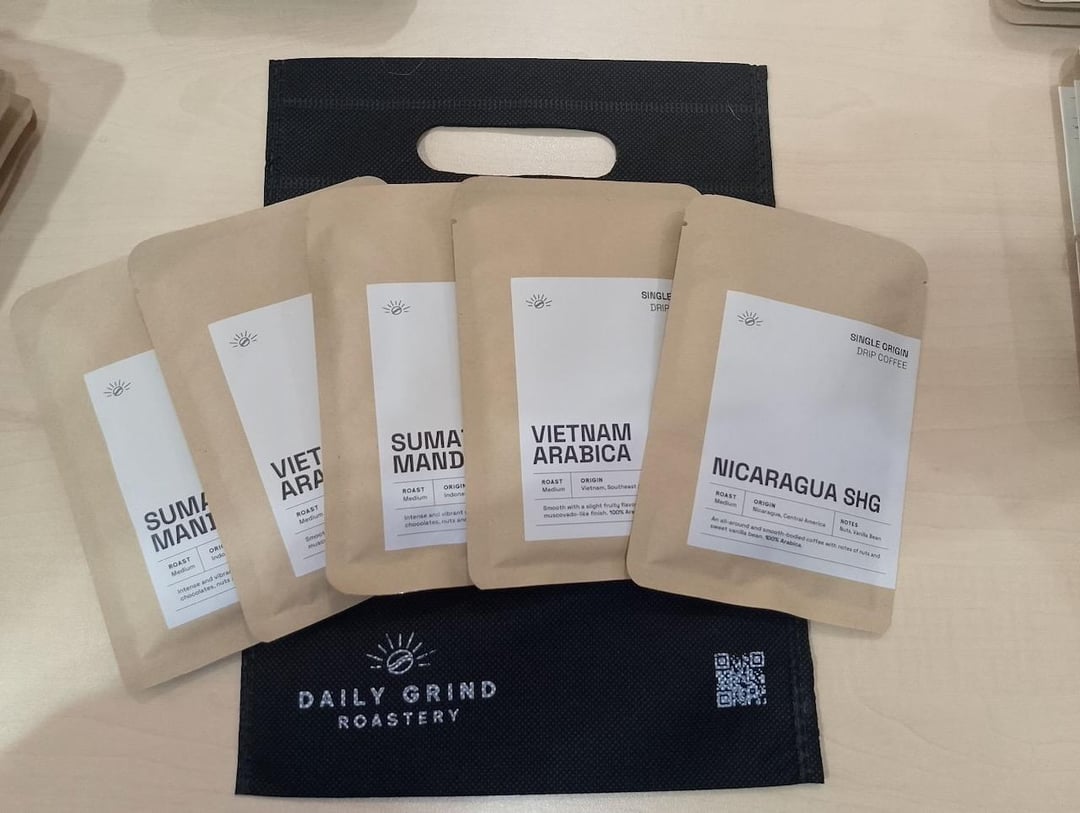 SUMA
MANI
ROAST
Medium
ORI
Indo
Intense and vibra
chocolates, nuts a
VIET
ARA
ROAST
Medium
Smoot
musc
SUMAT
MAND
ROAST
Medium
ORIGIN
Indone
Intense and vibrant
chocolates, nuts and
SINGLE
DRIP
VIETNAM
ARABICA
ROAST
Medium
ORIGIN
Vietnam, Southeast
Smooth with a slight fruity flavor
muscovado-like finish. 100% Ara
SINGLE ORIGIN
DRIP COFFEE
NICARAGUA SHG
ROAST
Medium
ORIGIN
Nicaragua, Central America
NOTES
Nuts, Vanilla Bean
An all-around and smooth-bodied coffee with notes of nuts and
sweet vanilla bean. 100% Arabica.
DAILY GRIND
ROASTERY